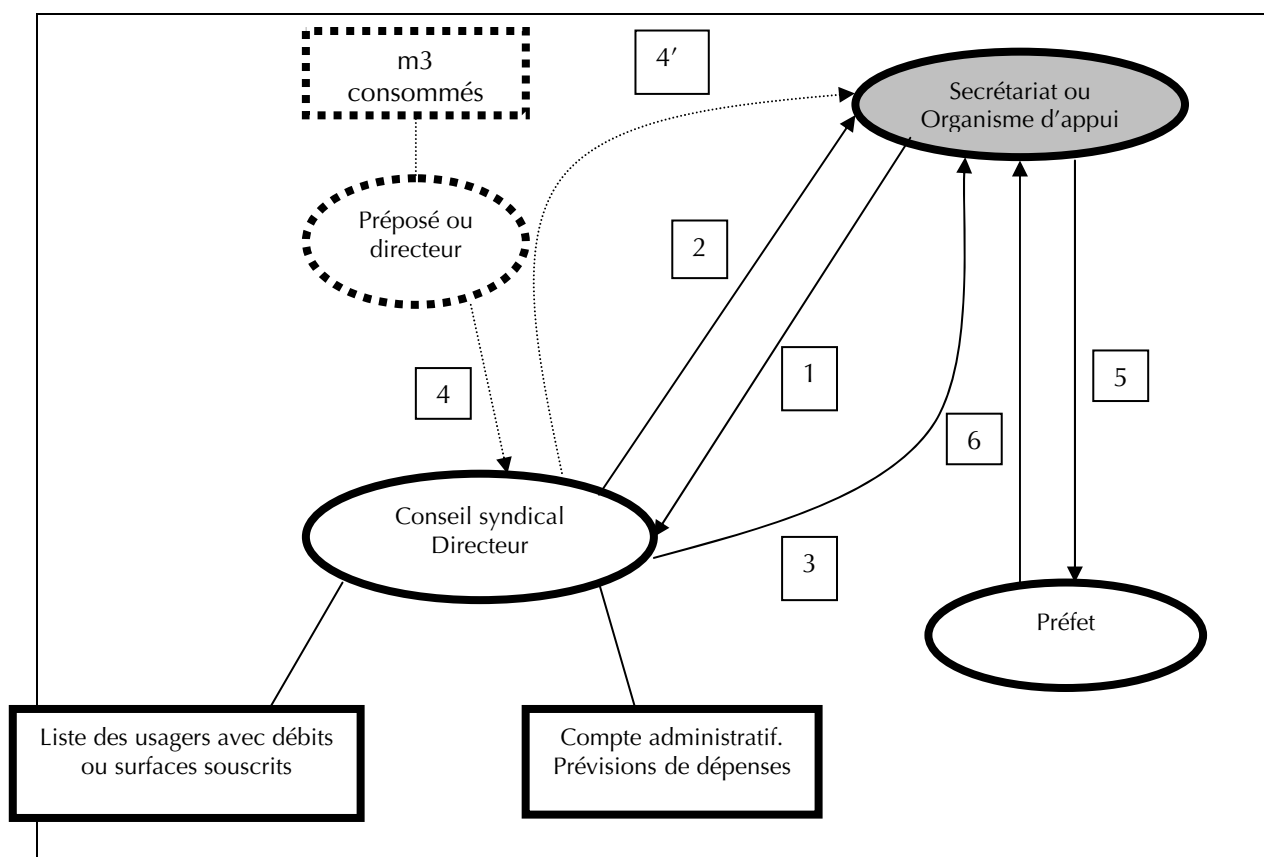 m3
consommés
4’
Secrétariat ou
Organisme d’appui
Préposé ou
directeur
2
1
4
5
6
Conseil syndical
Directeur
3
Préfet
Liste des usagers avec débits
ou surfaces souscrits
Compte administratif.
Prévisions de dépenses